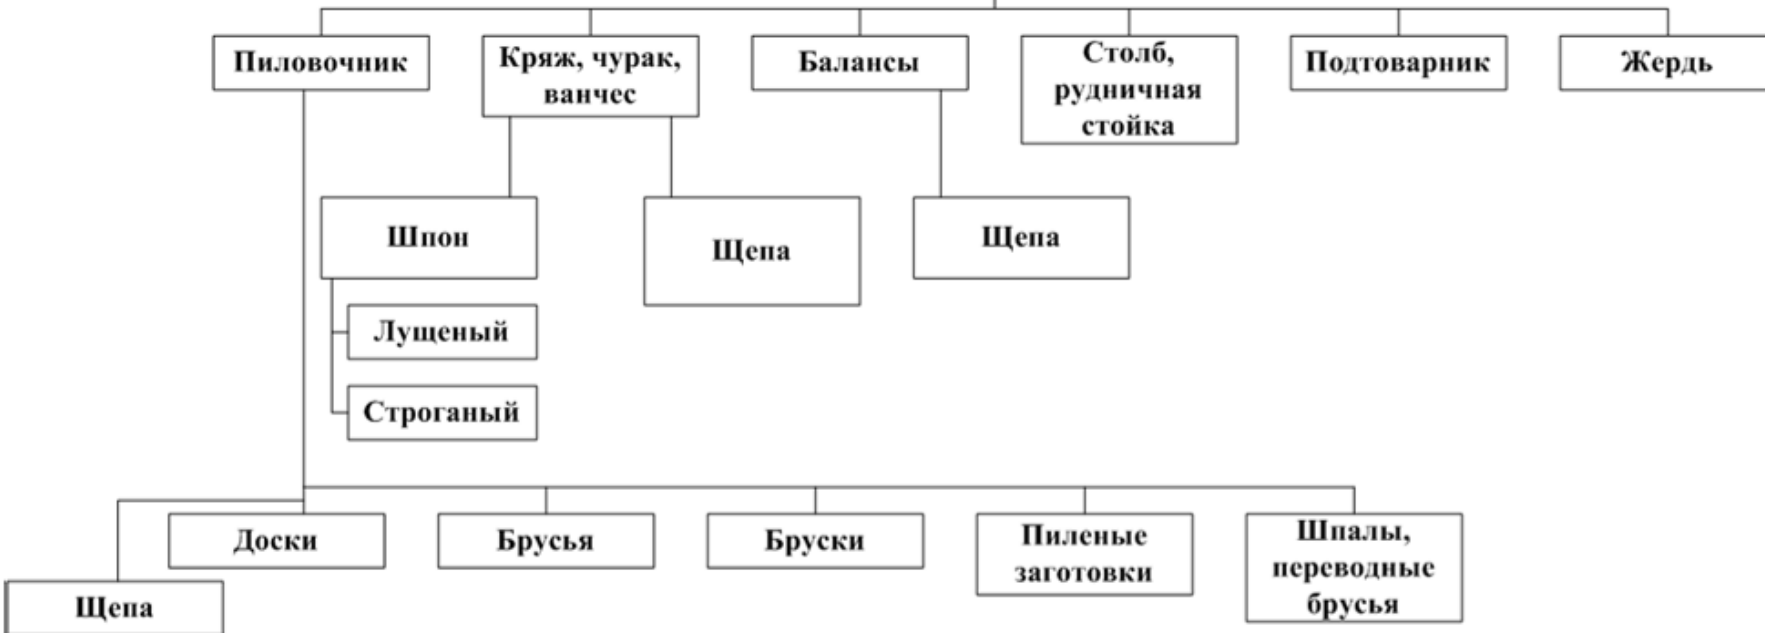 Пиловочник
Кряж, чурак,
ванчес
Балансы
Столб,
рудничная
стойка
Подтоварник
Жердь
Шпон
Щепа
Щепа
Лущеный
Строганый
Доски
Брусья
Бруски
Пиленые
заготовки
Шпалы,
переводные
брусья
Щепа